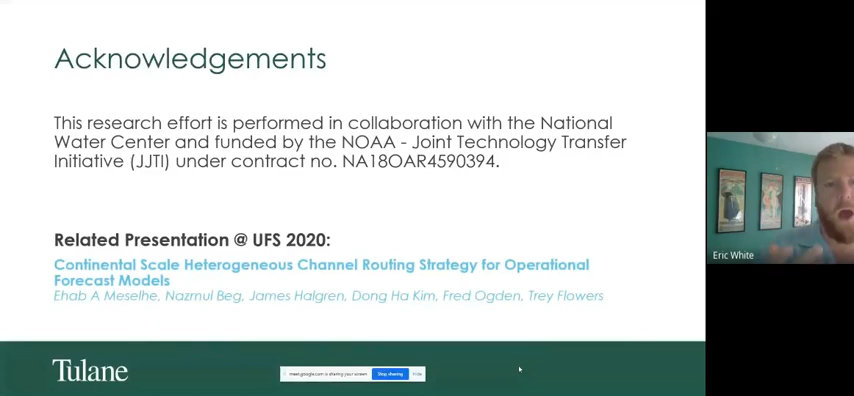 Acknowledgements
This research effort is performed in collaboration with the National
Water Center and funded by the NOAA - Joint Technology Transfer
Initiative (JJTI) under contract no. NA18OAR4590394.
Related Presentation @ UFS 2020:
Continental Scale Heterogeneous Channel Routing Strategy for Operational
Forecast Models
Ehab A Meselhe, Nazmul Beg, James Halgren, Dong Ha Kim, Fred Ogden, Trey Flowers
Eric White
Tulane
meet.google.com is sharing your screen. Stop sharing Hide